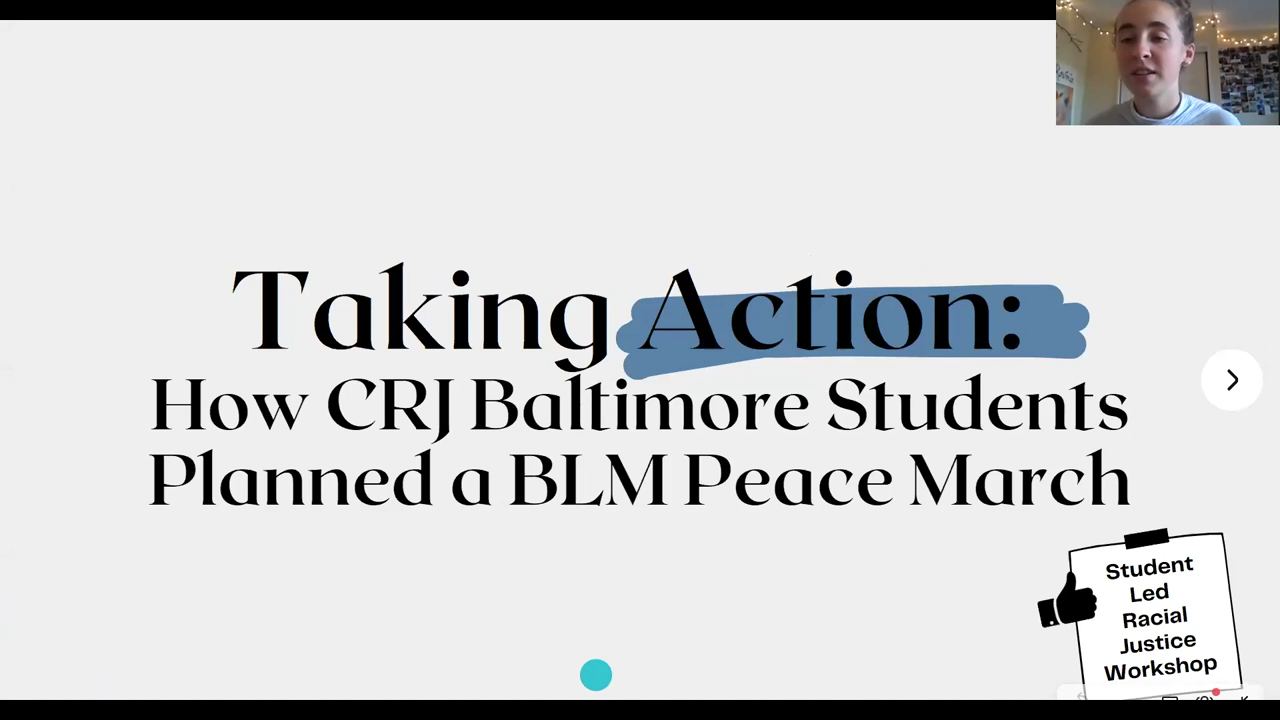 Taking Action:
How CRJ Baltimore Students
Planned a BLM Peace March
Student
Led
Racial
Justice
Workshop